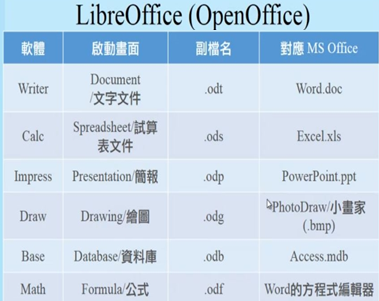 LibreOffice (OpenOffice)
軟體 啟動畫面 副檔名 對應 MS Office
Writer Document .odt Word.doc
/文字文件
Calc Spreadsheet/試算 .ods Excel.xls
表文件
Impress Presentation/簡報 .odp PowerPoint.ppt
Draw Drawing/繪圖 .odg PhotoDraw/小畫家
(.bmp)
Base Database/資料庫 .odb Access.mdb
Math Formula/公式 .odf Word的方程式編輯器